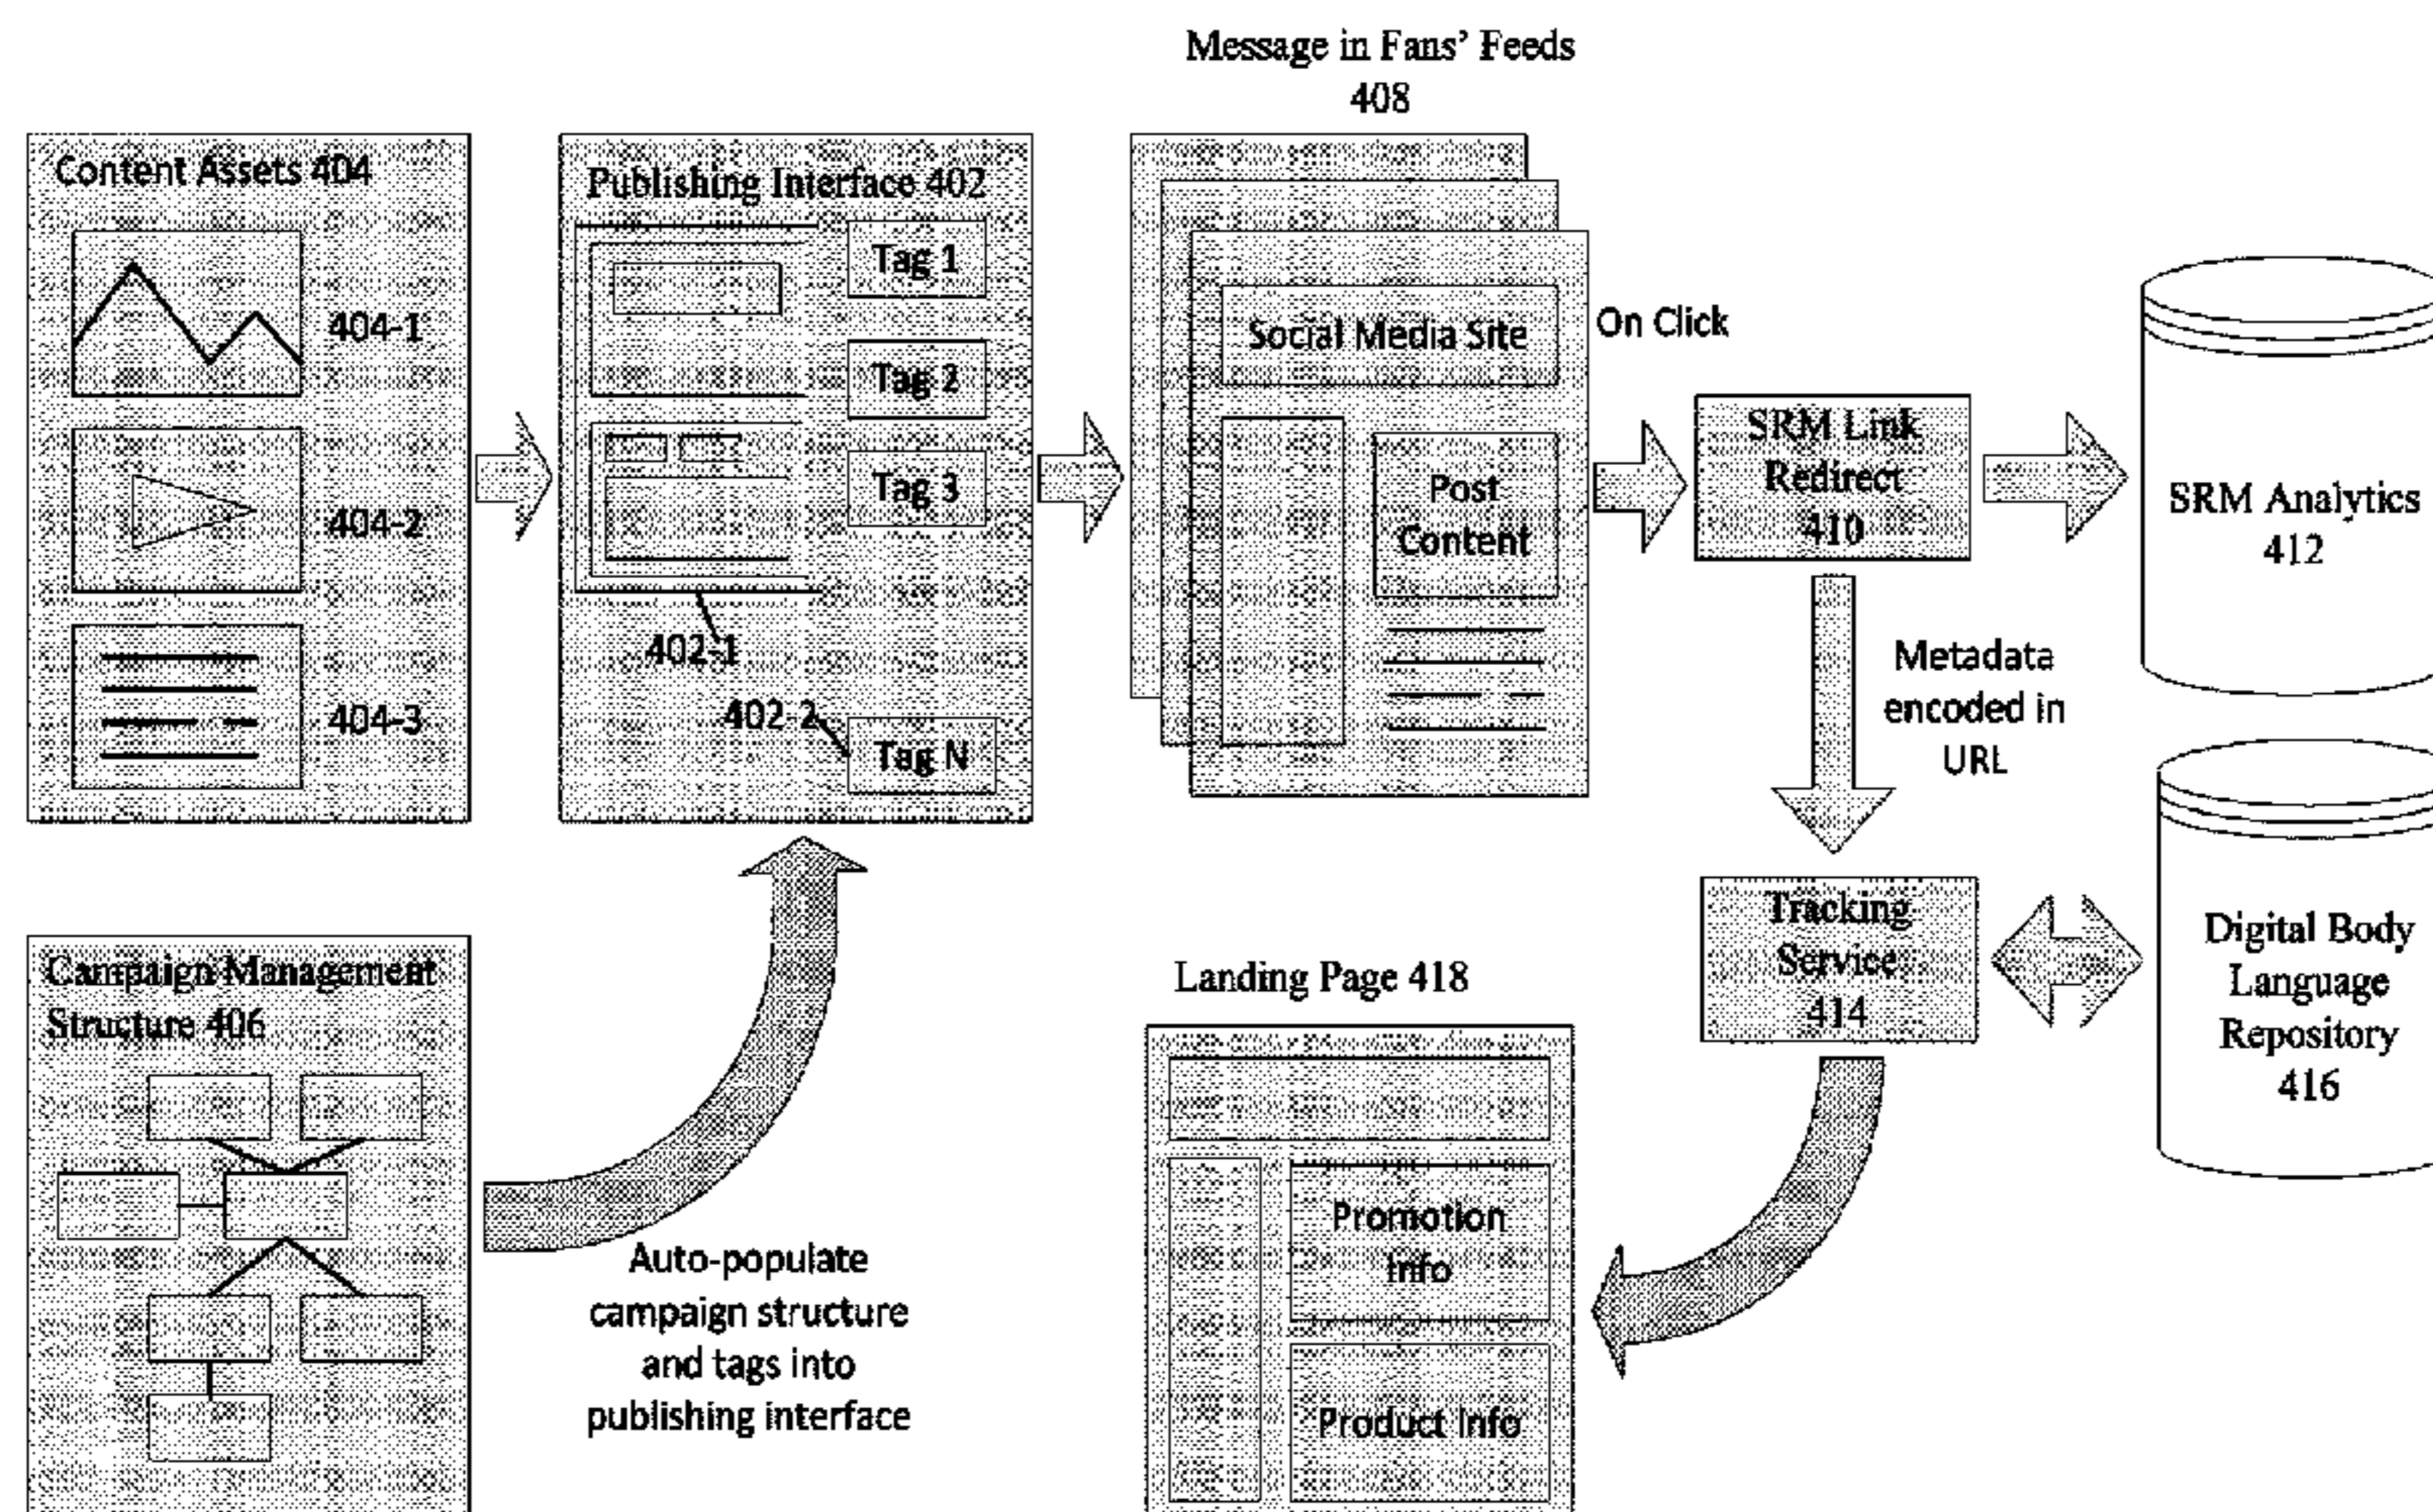 Message in Fans' Feeds
408
Content Assets 404
404-1
404-2
404-3
Publishing Interface 402
Tag 1
Tag 2
Tag 3
402-1
402-2
Tag N
Social Media Site
Post
Content
On Click
SRM Link
Redirect
410
SRM Analytics
412
Metadata
encoded in
URL
Tracking
Service
414
Digital Body
Language
Repository
416
Campaign Management
Structure 406
Auto-populate
campaign structure
and tags into
publishing interface
Landing Page 418
Promotion
Info
Product Info